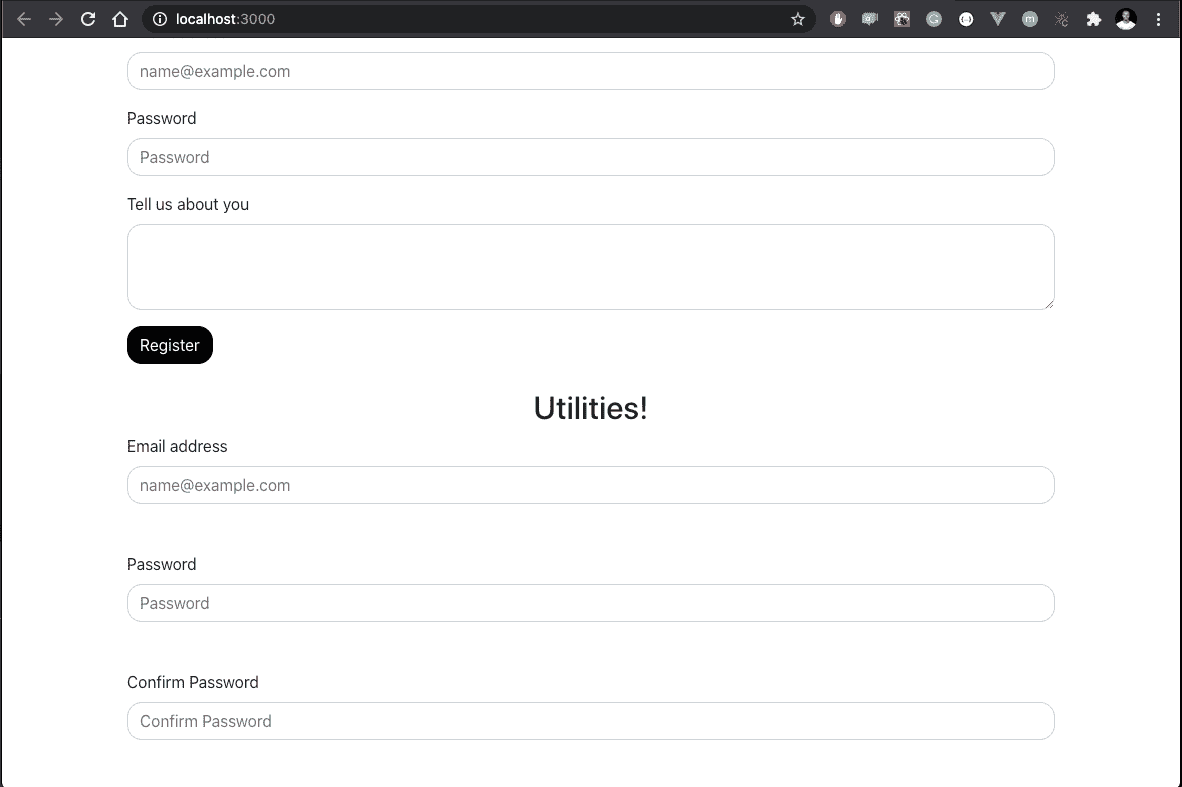 localhost:3000
name@example.com
Password
Password
Tell us about you
Register
Utilities!
Email address
name@example.com
Password
Password
Confirm Password
Confirm Password